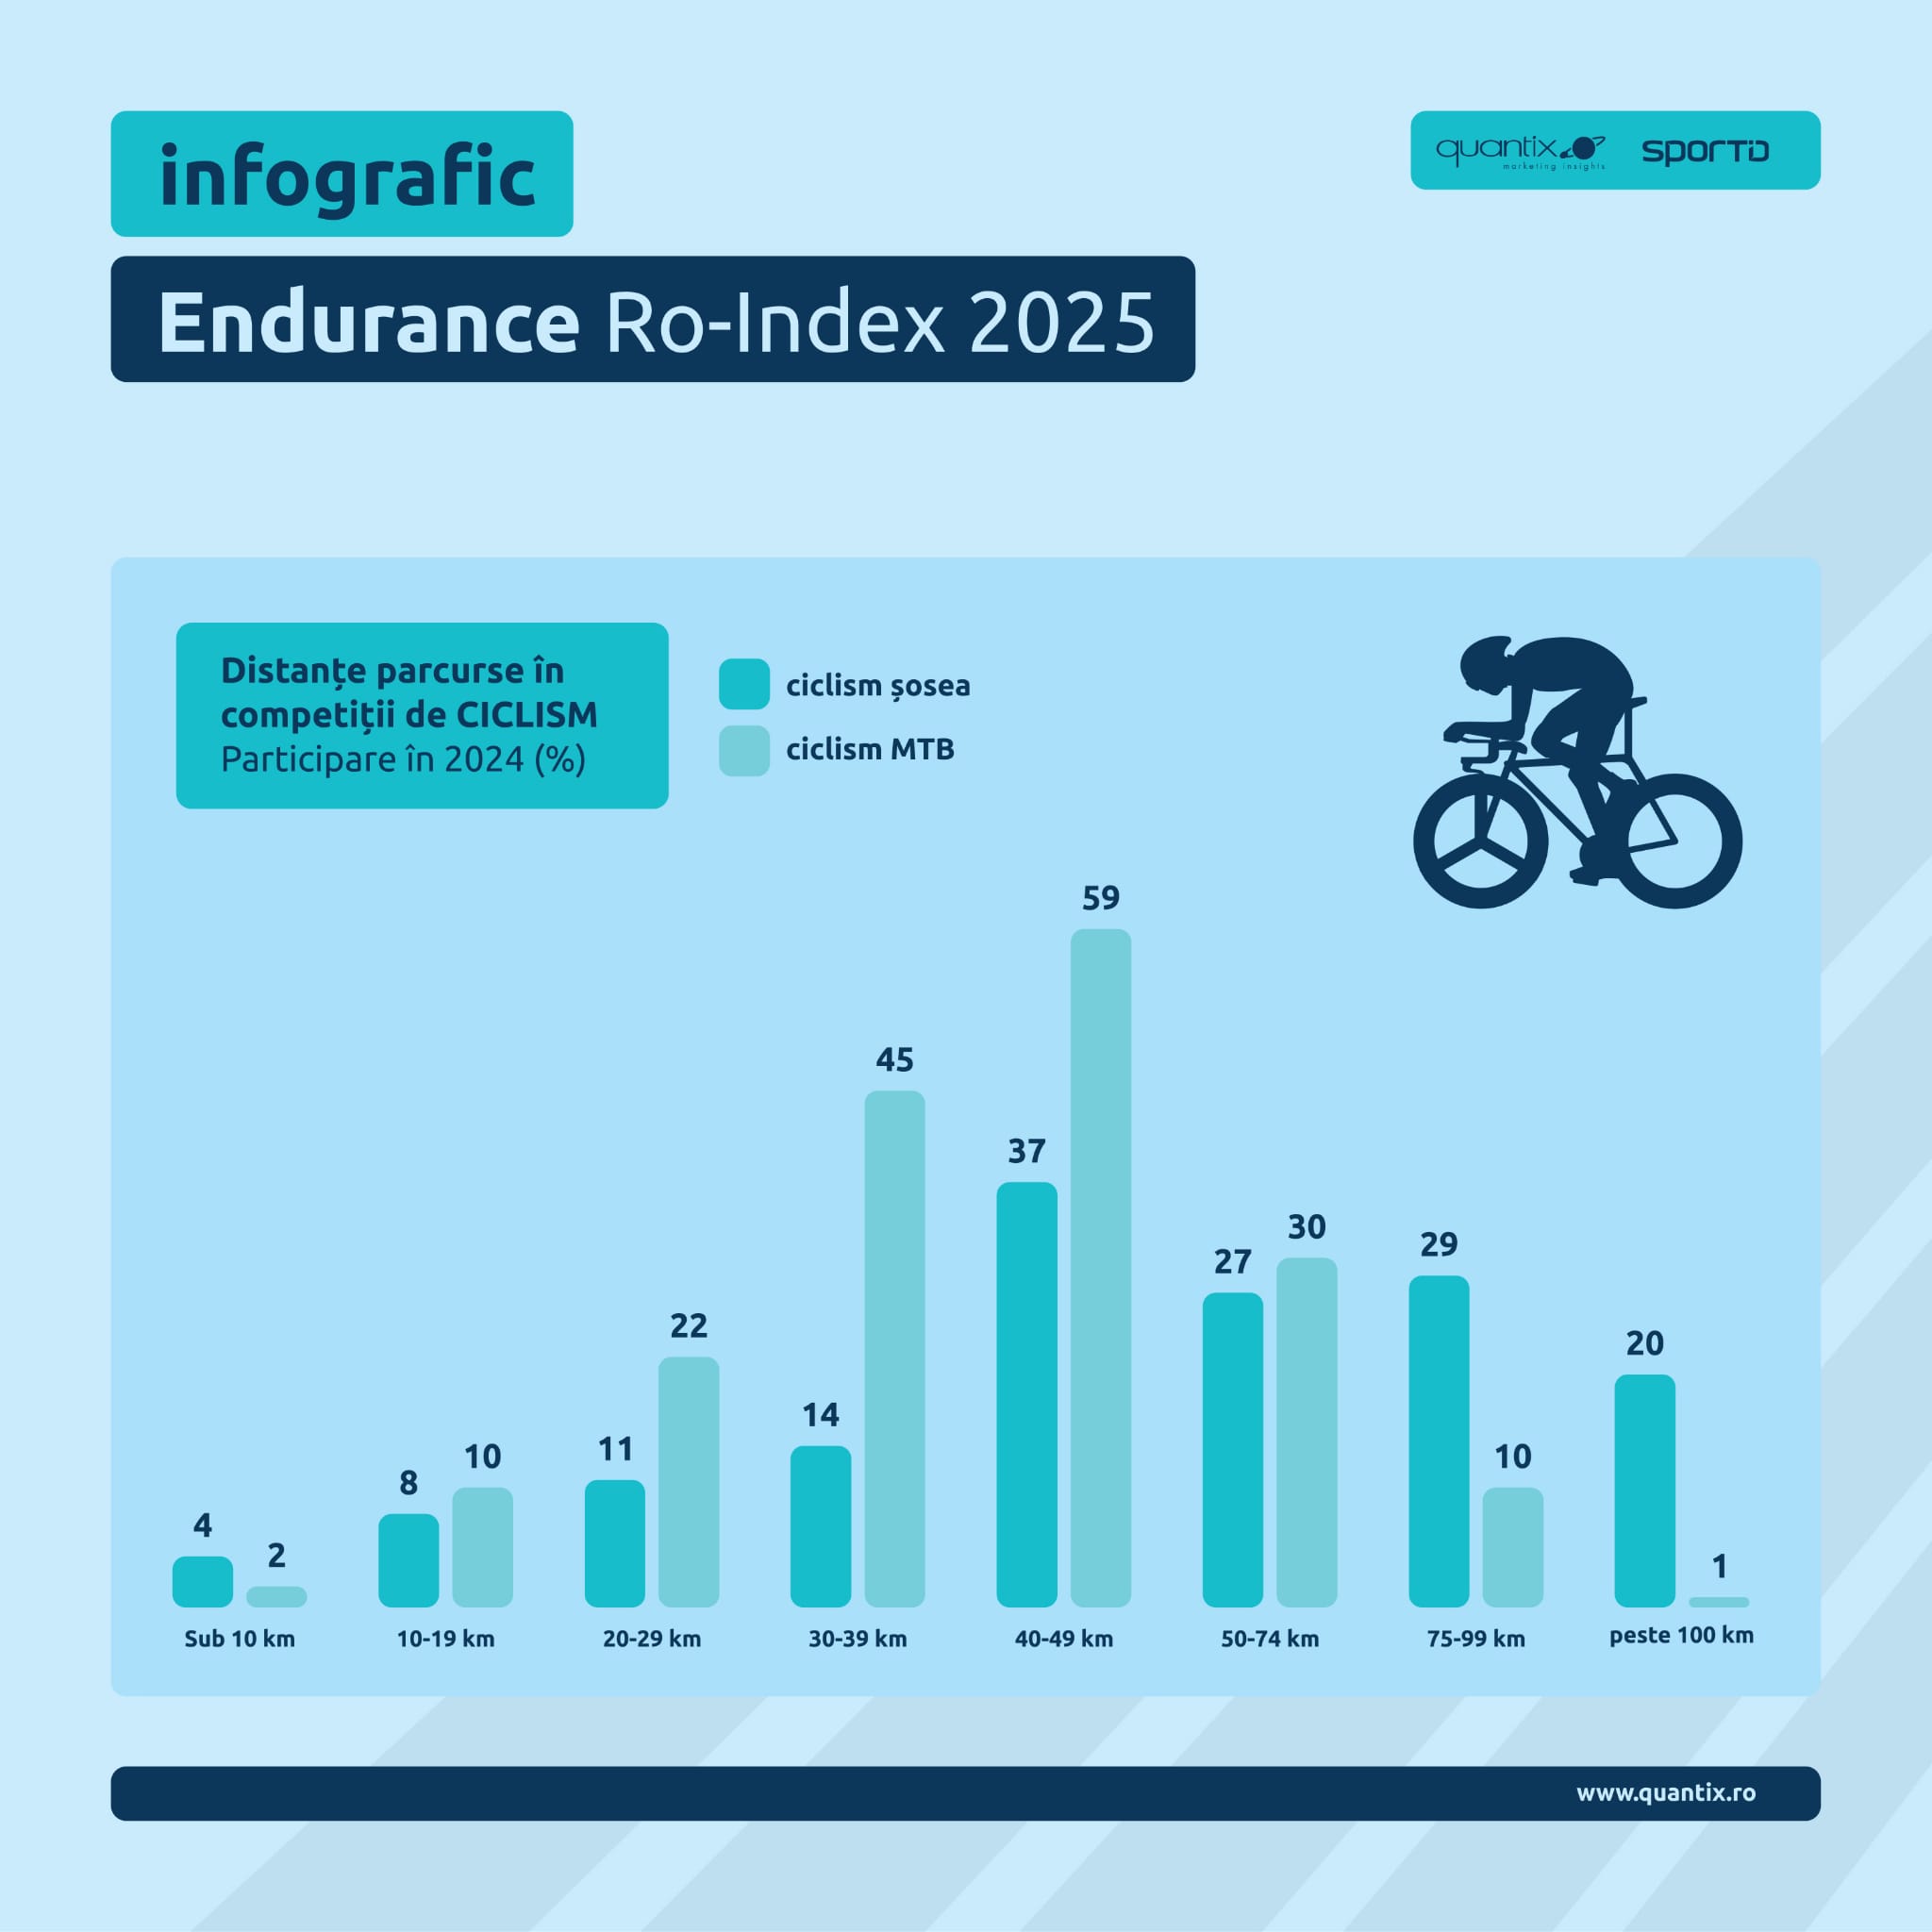 infografic
quantix
marketing insights
sportid
Endurance Ro-Index 2025
Distanțe parcurse în
competiții de CICLISM
Participare în 2024 (%)
ciclism șosea
ciclism MTB
59
45
37
30
29
27
22
20
14
11
10
10
8
4
2
1
Sub 10 km
10-19 km
20-29 km
30-39 km
40-49 km
50-74 km
75-99 km
peste 100 km
www.quantix.ro